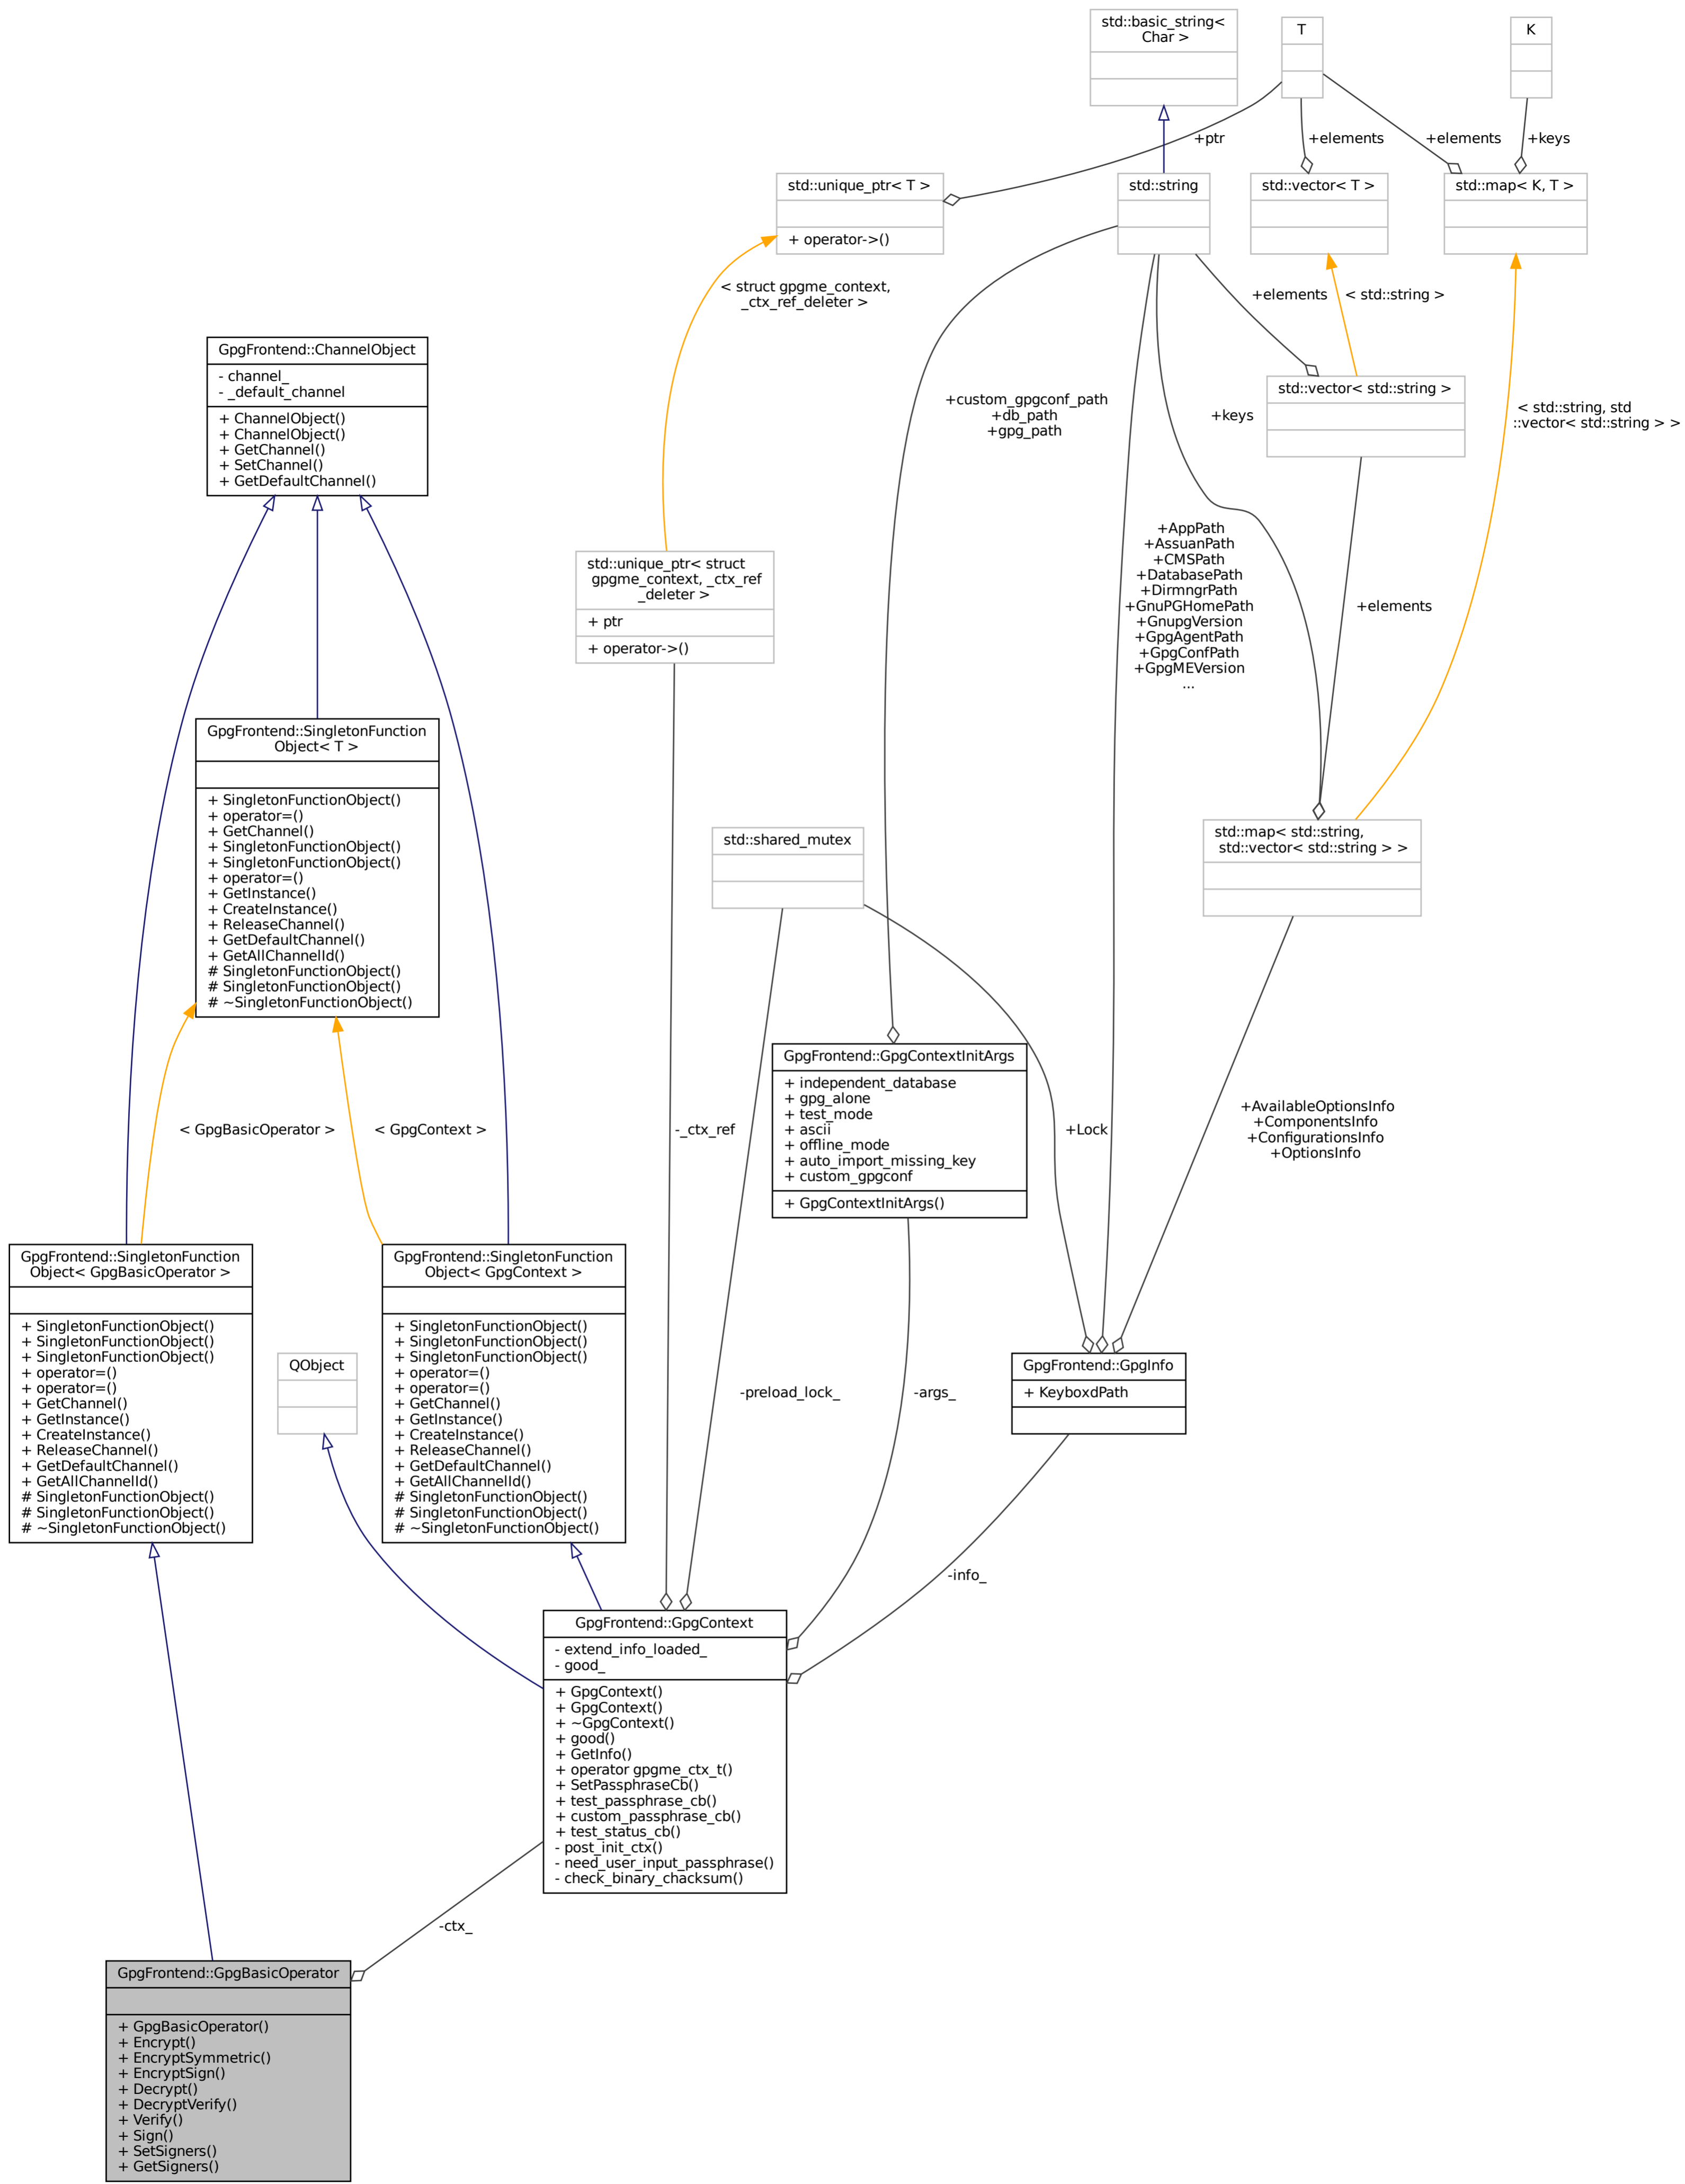 std::basic_string<
Char >
T
K
+ptr
+elements
+elements
+keys
std::unique_ptr< T >
+ operator->()
std::string
std::vector< T >
std::map< K, T >
< struct gpgme_context,
_ctx_ref_deleter >
+elements
< std::string >
GpgFrontend::ChannelObject
- channel_
- _default_channel
+ ChannelObject()
+ ChannelObject()
+ GetChannel()
+ SetChannel()
+ GetDefaultChannel()
+custom_gpgconf_path
+db_path
+gpg_path
+keys
std::vector< std::string >
< std::string, std
::vector< std::string > >
std::unique_ptr< struct
gpgme_context, _ctx_ref
_deleter >
+ ptr
+ operator->()
+AppPath
+AssuanPath
+CMSPath
+DatabasePath
+DirmngrPath
+GnuPGHomePath
+GnupgVersion
+GpgAgentPath
+GpgConfPath
+GpgMEVersion
...
+elements
GpgFrontend::SingletonFunction
Object< T >
+ SingletonFunctionObject()
+ operator=()
+ GetChannel()
+ SingletonFunctionObject()
+ SingletonFunctionObject()
+ operator=()
+ GetInstance()
+ CreateInstance()
+ ReleaseChannel()
+ GetDefaultChannel()
+ GetAllChannelId()
# SingletonFunctionObject()
# SingletonFunctionObject()
# ~SingletonFunctionObject()
std::shared_mutex
std::map< std::string,
std::vector< std::string > >
< GpgBasicOperator >
< GpgContext >
-_ctx_ref
GpgFrontend::GpgContextInitArgs
+ independent_database
+ gpg_alone
+ test_mode
+ ascii
+ offline_mode
+ auto_import_missing_key
+ custom_gpgconf
+ GpgContextInitArgs()
+Lock
+AvailableOptionsInfo
+ComponentsInfo
+ConfigurationsInfo
+OptionsInfo
GpgFrontend::SingletonFunction
Object< GpgBasicOperator >
+ SingletonFunctionObject()
+ SingletonFunctionObject()
+ SingletonFunctionObject()
+ operator=()
+ operator=()
+ GetChannel()
+ GetInstance()
+ CreateInstance()
+ ReleaseChannel()
+ GetDefaultChannel()
+ GetAllChannelId()
# SingletonFunctionObject()
# SingletonFunctionObject()
# ~SingletonFunctionObject()
QObject
GpgFrontend::SingletonFunction
Object< GpgContext >
+ SingletonFunctionObject()
+ SingletonFunctionObject()
+ SingletonFunctionObject()
+ operator=()
+ operator=()
+ GetChannel()
+ GetInstance()
+ CreateInstance()
+ ReleaseChannel()
+ GetDefaultChannel()
+ GetAllChannelId()
# SingletonFunctionObject()
# SingletonFunctionObject()
# ~SingletonFunctionObject()
-preload_lock_
-args_
GpgFrontend::GpgInfo
+ KeyboxdPath
-info_
GpgFrontend::GpgContext
- extend_info_loaded_
- good_
+ GpgContext()
+ GpgContext()
+ ~GpgContext()
+ good()
+ GetInfo()
+ operator gpgme_ctx_t()
+ SetPassphraseCb()
+ test_passphrase_cb()
+ custom_passphrase_cb()
+ test_status_cb()
- post_init_ctx()
- need_user_input_passphrase()
- check_binary_chacksum()
-ctx_
GpgFrontend::GpgBasicOperator
+ GpgBasicOperator()
+ Encrypt()
+ EncryptSymmetric()
+ EncryptSign()
+ Decrypt()
+ DecryptVerify()
+ Verify()
+ Sign()
+ SetSigners()
+ GetSigners()